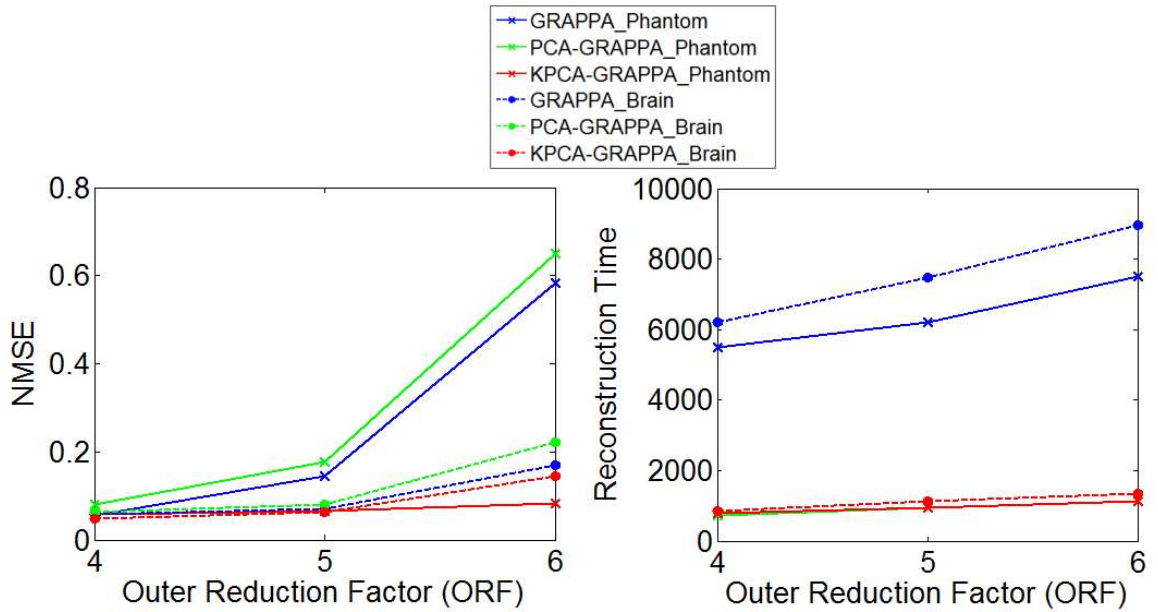 GRAPPA_Phantom
PCA-GRAPPA_Phantom
KPCA-GRAPPA_Phantom
GRAPPA_Brain
PCA-GRAPPA_Brain
KPCA-GRAPPA_Brain
0.8
0.6
0.4
0.2
0
NMSE
4 5 6
Outer Reduction Factor (ORF)
10000
8000
6000
4000
2000
0
Reconstruction Time
4 5 6
Outer Reduction Factor (ORF)